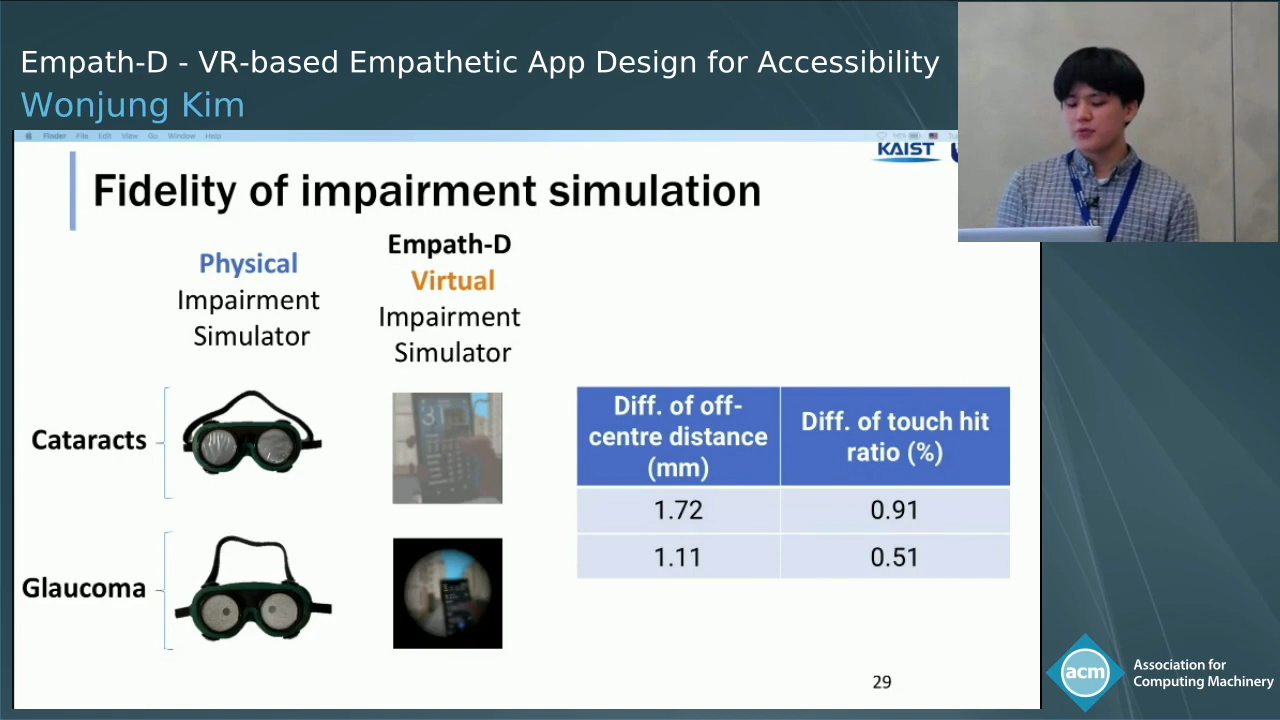 Empath-D - VR-based Empathetic App Design for Accessibility
Wonjung Kim
Finder File Edit View Go Window Help
KAIST
Fidelity of impairment simulation
Physical
Impairment
Simulator
Empath-D
Virtual
Impairment
Simulator
Cataracts
Glaucoma
Diff. of off-
centre distance
(mm)
Diff. of touch hit
ratio (%)
1.72 0.91
1.11 0.51
29
acm
Association for
Computing Machinery